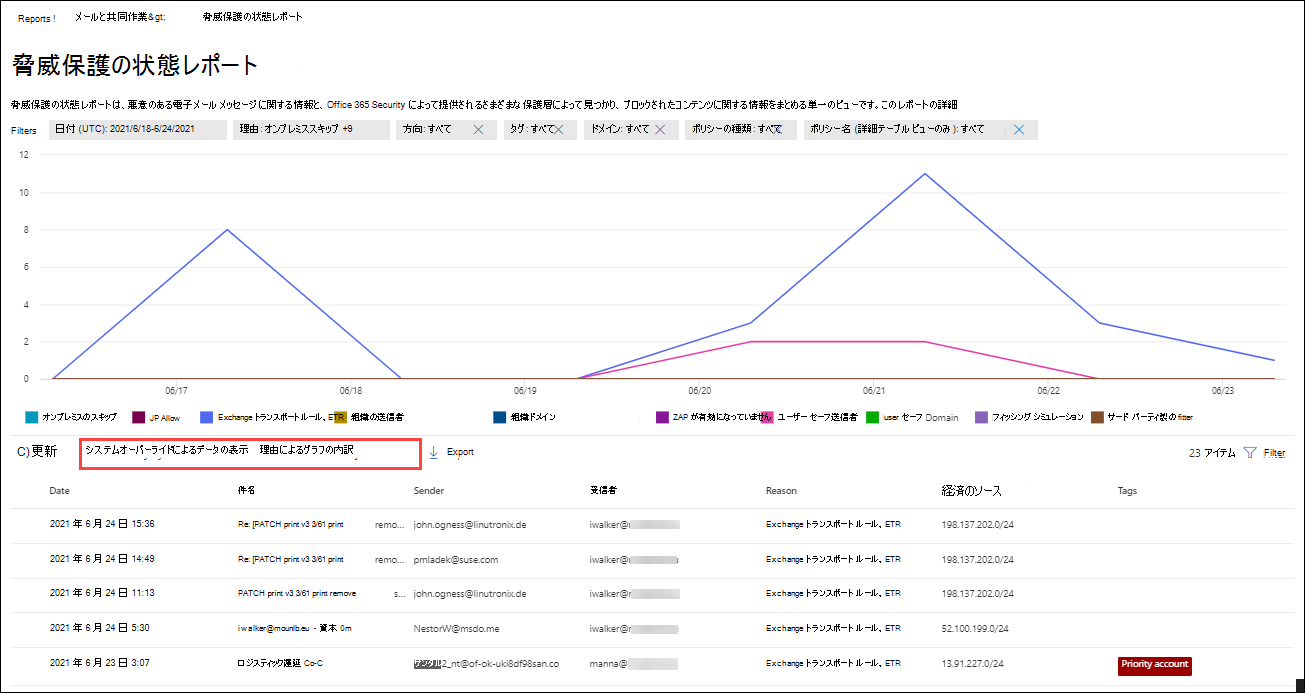 Reports ! メールと共同作業&gt; 脅威保護の状態レポート
脅威保護の状態レポート
脅威保護の状態レポートは、悪意のある電子メール メッセージに関する情報と、Office 365 Security によって提供されるさまざまな 保護層によって見つかり、ブロックされたコンテンツに関する情報をまとめる単一のビューです。このレポートの詳細
Filters 日付 (UTC): 2021/6/18-6/24/2021 理由: オンプレミススキップ +9 方向: すべて タグ: すべて ドメイン: すべて ポリシーの種類: すべて ポリシー名 (詳細テーブル ビューのみ): すべて
12
10
8
6
4
2
0
06/17 06/18 06/19 06/20 06/21 06/22 06/23
オンプレミスのスキップ JP Allow Exchange トランスポートルール、ETR 組織の送信者 組織ドメイン ZAP が有効になっていません ユーザー セーフ送信者 user セーフ Domain フィッシング シミュレーション サード パーティ製の filter
C)更新 システムオーバーライドによるデータの表示 理由によるグラフの内訳 Export 23 アイテム Filter
Date 件名 Sender 受信者 Reason 経済のソース Tags
2021 年 6 月 24 日 15:36 Re: [PATCH print v3 3/61 print remo... john.ogness@linutronix.de iwalker@ Exchange トランスポート ルール、ETR 198.137.202.0/24
2021 年 6 月 24 日 14:49 Re: [PATCH print v3 3/61 print remo... pmladek@suse.com iwalker@ Exchange トランスポート ルール、ETR 198.137.202.0/24
2021 年 6 月 24 日 11:13 PATCH print v3 3/61 print remove s... john.ogness@linutronix.de iwalker@ Exchange トランスポート ルール、ETR 198.137.202.0/24
2021 年 6 月 24 日 5:30 iwalker@mounlb.eu - 資本 0m NestorW@msdo.me iwalker@ Exchange トランスポート ルール、ETR 52.100.199.0/24
2021 年 6 月 23 日 3:07 ロジスティック遅延 Co-C 2_nt@of-ok-uki8df98san.co manna@ Exchange トランスポート ルール、ETR 13.91.227.0/24 Priority account